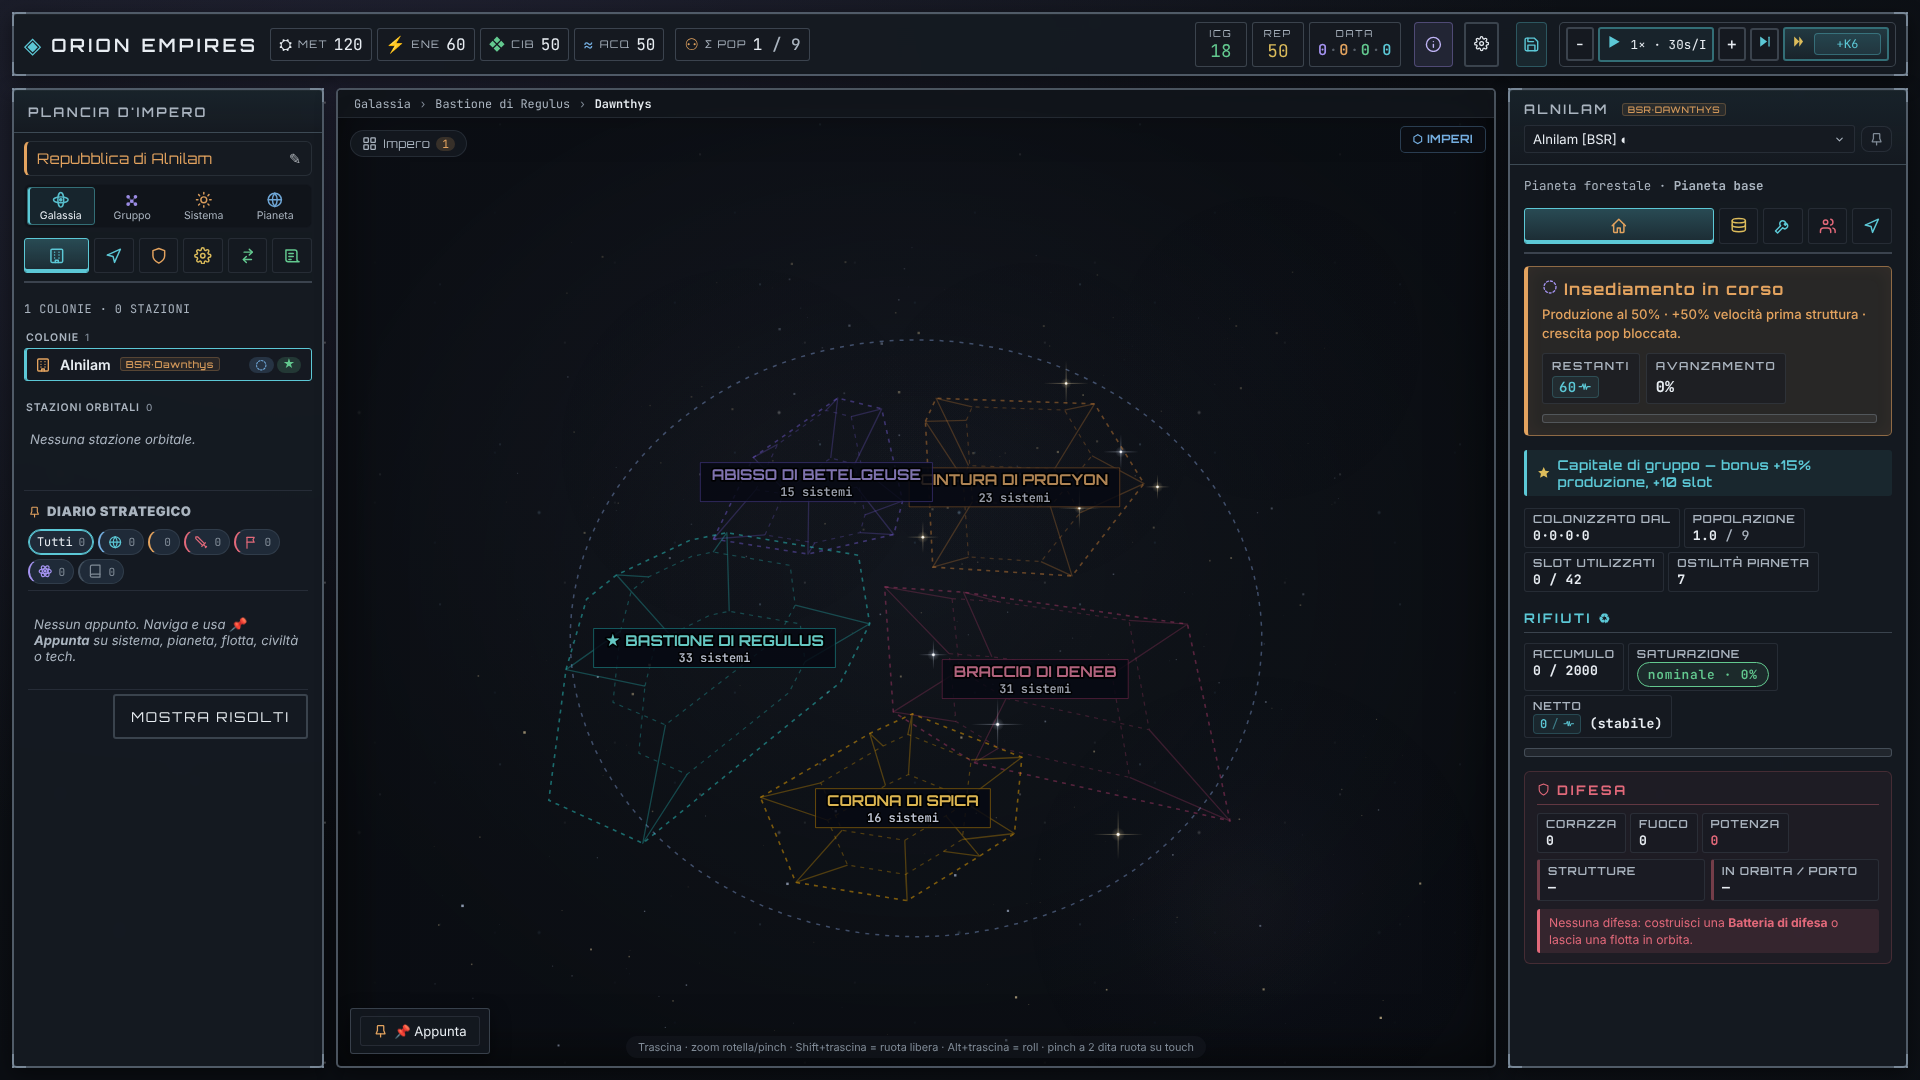 ORION EMPIRES
MET 120
ENE 60
CIB 50
ACQ 50
Σ POP 1 / 9
ICG
18
REP
50
DATA
0·0·0·0
-
1× · 30s/I
+
+K6
PLANCIA D'IMPERO
Repubblica di Alnilam
Galassia
Gruppo
Sistema
Pianeta
1 COLONIE · 0 STAZIONI
COLONIE 1
Alnilam BSR·Dawnthys
STAZIONI ORBITALI 0
Nessuna stazione orbitale.
DIARIO STRATEGICO
Tutti 0
0
0
0
0
0
0
Nessun appunto. Naviga e usa 📌
Appunta su sistema, pianeta, flotta, civiltà
o tech.
MOSTRA RISOLTI
Galassia › Bastione di Regulus › Dawnthys
Impero 1
IMPERI
ABISSO DI BETELGEUSE
15 sistemi
INTURA DI PROCYON
23 sistemi
★ BASTIONE DI REGULUS
33 sistemi
BRACCIO DI DENEB
31 sistemi
CORONA DI SPICA
16 sistemi
📌 Appunta
Trascina · zoom rotella/pinch · Shift+trascina = ruota libera · Alt+trascina = roll · pinch a 2 dita ruota su touch
ALNILAM BSR·DAWNTHYS
Alnilam [BSR]
Pianeta forestale · Pianeta base
Insediamento in corso
Produzione al 50% · +50% velocità prima struttura ·
crescita pop bloccata.
RESTANTI
60
AVANZAMENTO
0%
Capitale di gruppo — bonus +15%
produzione, +10 slot
COLONIZZATO DAL
0·0·0·0
POPOLAZIONE
1.0 / 9
SLOT UTILIZZATI
0 / 42
OSTILITÀ PIANETA
7
RIFIUTI ♻
ACCUMULO
0 / 2000
SATURAZIONE
nominale · 0%
NETTO
0 / (stabile)
DIFESA
CORAZZA
0
FUOCO
0
POTENZA
0
STRUTTURE
—
IN ORBITA / PORTO
—
Nessuna difesa: costruisci una Batteria di difesa o
lascia una flotta in orbita.